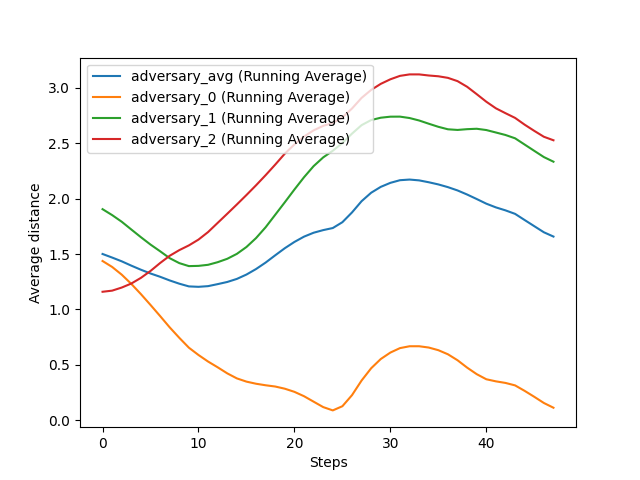 adversary_avg (Running Average)
adversary_0 (Running Average)
adversary_1 (Running Average)
adversary_2 (Running Average)
3.0
2.5
2.0
1.5
1.0
0.5
0.0
Average distance
0 10 20 30 40
Steps